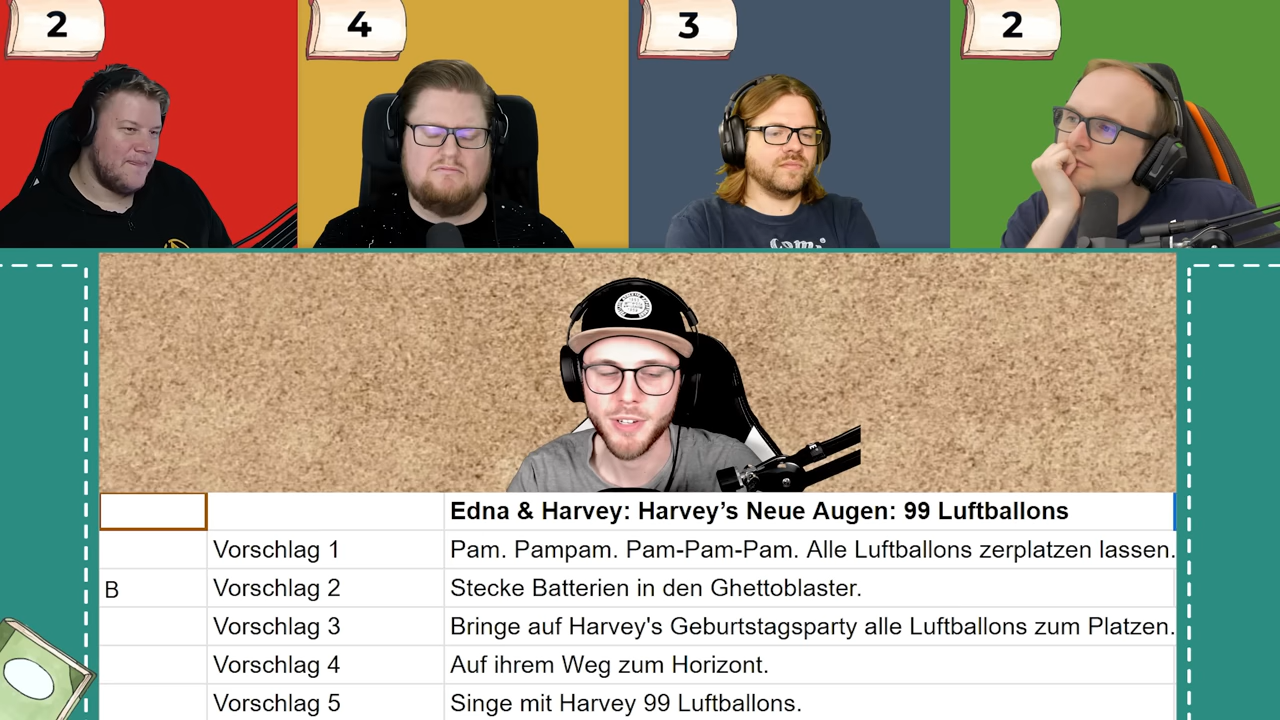 2
4
3
2
Edna & Harvey: Harvey’s Neue Augen: 99 Luftballons
Vorschlag 1 Pam. Pampam. Pam-Pam-Pam. Alle Luftballons zerplatzen lassen.
B Vorschlag 2 Stecke Batterien in den Ghettoblaster.
Vorschlag 3 Bringe auf Harvey's Geburtstagsparty alle Luftballons zum Platzen.
Vorschlag 4 Auf ihrem Weg zum Horizont.
Vorschlag 5 Singe mit Harvey 99 Luftballons.